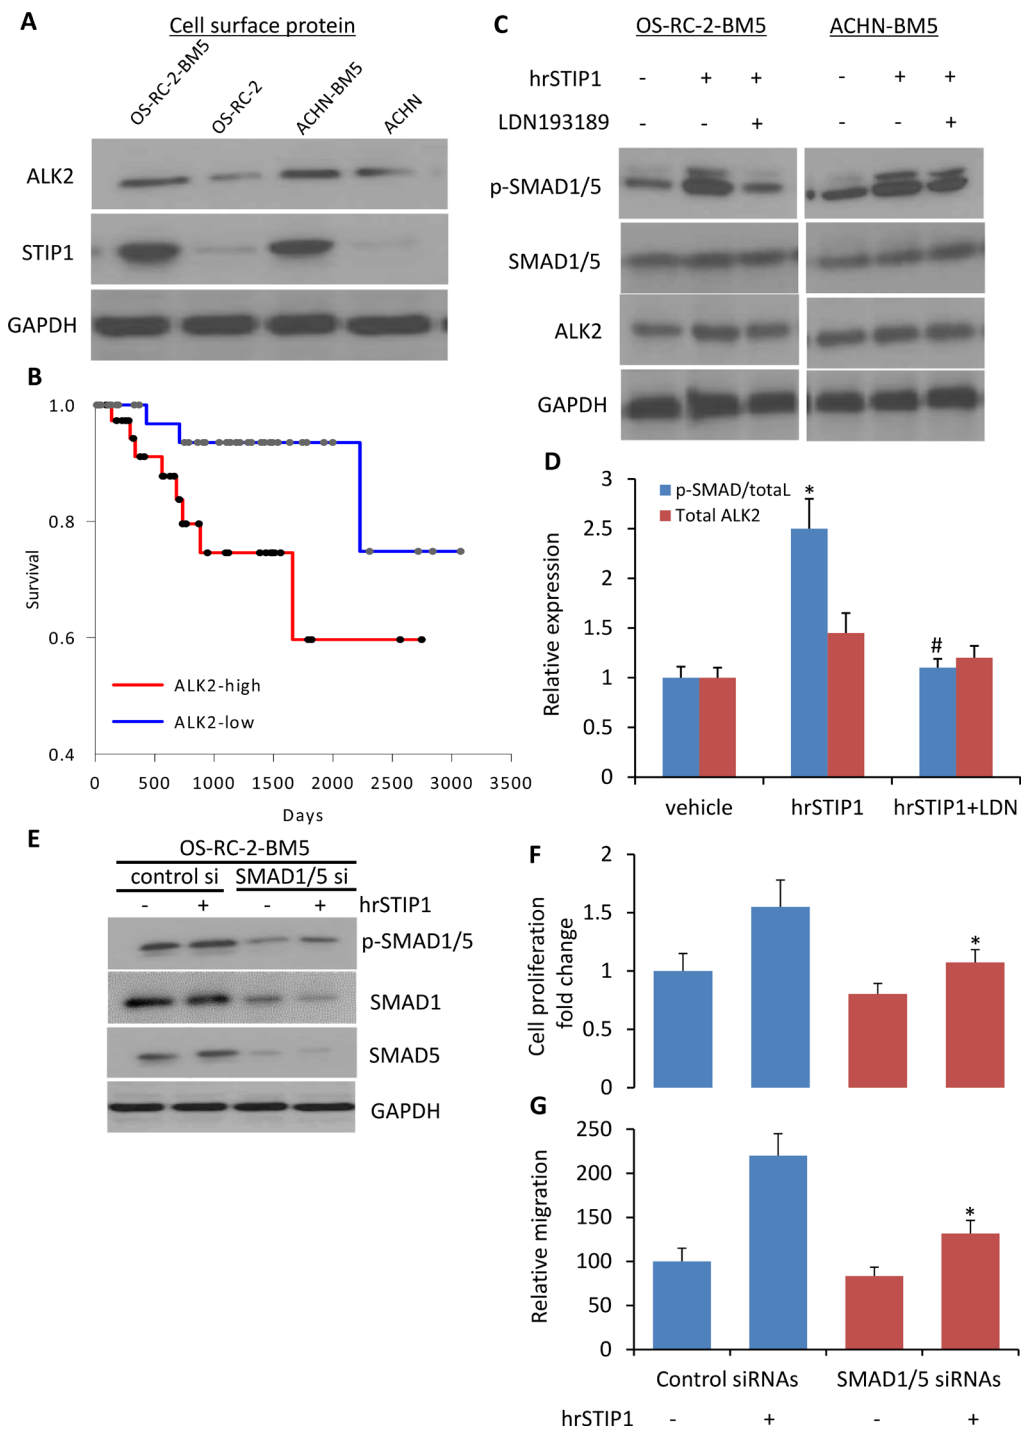 A
Cell surface protein
OS-RC-2-BM5
OS-RC-2
ACHN-BM5
ACHN
ALK2
STIP1
GAPDH
B
1.0
0.8
0.6
0.4
Survival
ALK2-high
ALK2-low
0 500 1000 1500 2000 2500 3000 3500
Days
C
OS-RC-2-BM5 ACHN-BM5
hrSTIP1 - + + - + +
LDN193189 - - + - - +
p-SMAD1/5
SMAD1/5
ALK2
GAPDH
D
3
2.5
2
1.5
1
0.5
0
Relative expression
p-SMAD/totaL
Total ALK2
*
#
vehicle hrSTIP1 hrSTIP1+LDN
E
OS-RC-2-BM5
control si SMAD1/5 si
- + - + hrSTIP1
p-SMAD1/5
SMAD1
SMAD5
GAPDH
F
2
1.5
1
0.5
0
Cell proliferation
fold change
*
G
250
200
150
100
50
0
Relative migration
*
Control siRNAs SMAD1/5 siRNAs
hrSTIP1 - + - +